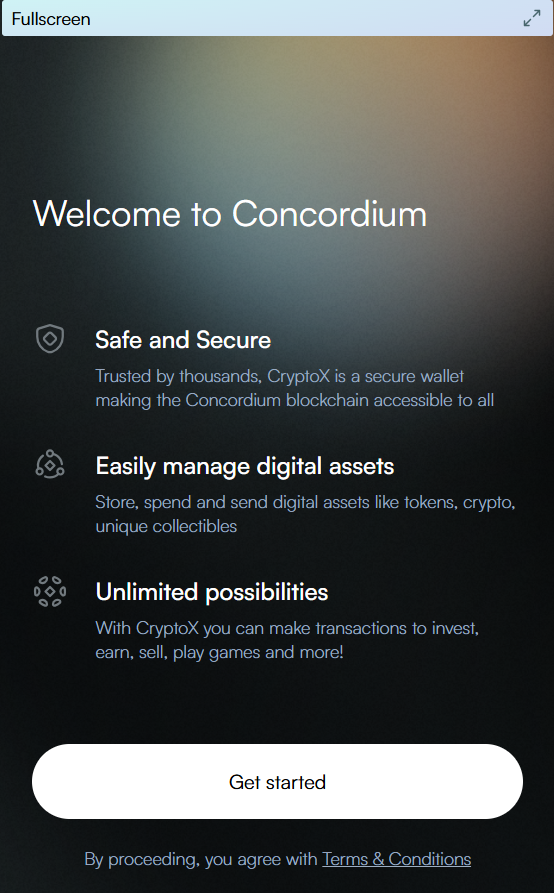 Fullscreen
Welcome to Concordium
Safe and Secure
Trusted by thousands, CryptoX is a secure wallet
making the Concordium blockchain accessible to all
Easily manage digital assets
Store, spend and send digital assets like tokens, crypto,
unique collectibles
Unlimited possibilities
With CryptoX you can make transactions to invest,
earn, sell, play games and more!
Get started
By proceeding, you agree with Terms & Conditions